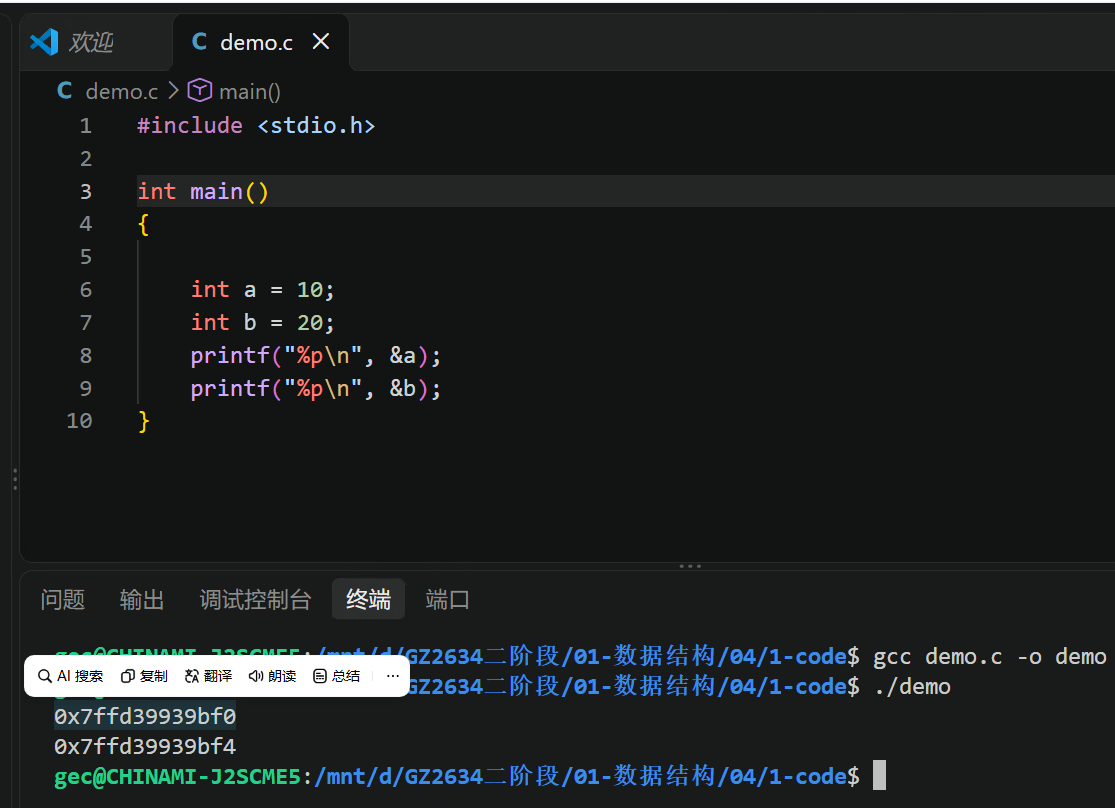 欢迎
demo.c
demo.c > main()
1 #include <stdio.h>
2
3 int main()
4 {
5
6 int a = 10;
7 int b = 20;
8 printf("%p\n", &a);
9 printf("%p\n", &b);
10 }
问题 输出 调试控制台 终端 端口
gec@CHINAMI-J2SCME5:/mnt/d/GZ2634二阶段/01-数据结构/04/1-code$ gcc demo.c -o demo
AI 搜索 复制 翻译 朗读 总结 ...
GZ2634二阶段/01-数据结构/04/1-code$ ./demo
0x7ffd39939bf0
0x7ffd39939bf4
gec@CHINAMI-J2SCME5:/mnt/d/GZ2634二阶段/01-数据结构/04/1-code$